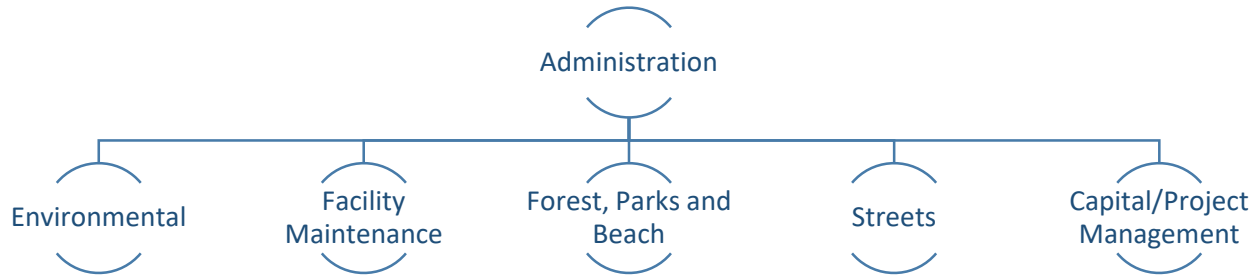 Administration
Environmental
Facility
Maintenance
Forest, Parks and
Beach
Streets
Capital/Project
Management